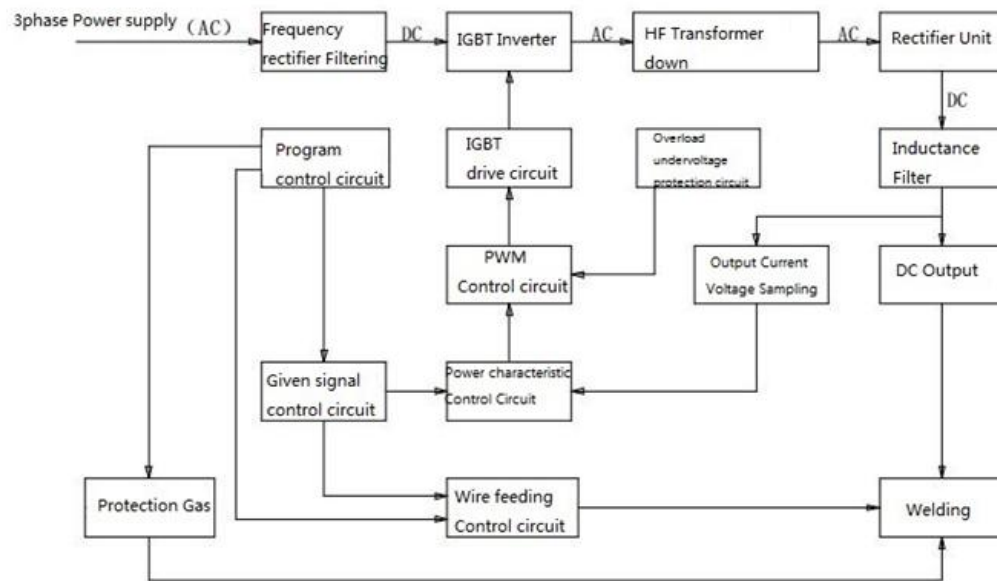 3phase Power supply
(AC)
Frequency
rectifier Filtering
DC
IGBT Inverter
AC
HF Transformer
down
AC
Rectifier Unit
DC
Program
control circuit
IGBT
drive circuit
Overload
undervoltage
protection circuit
Inductance
Filter
PWM
Control circuit
Output Current
Voltage Sampling
DC Output
Given signal
control circuit
Power characteristic
Control Circuit
Protection Gas
Wire feeding
Control circuit
Welding